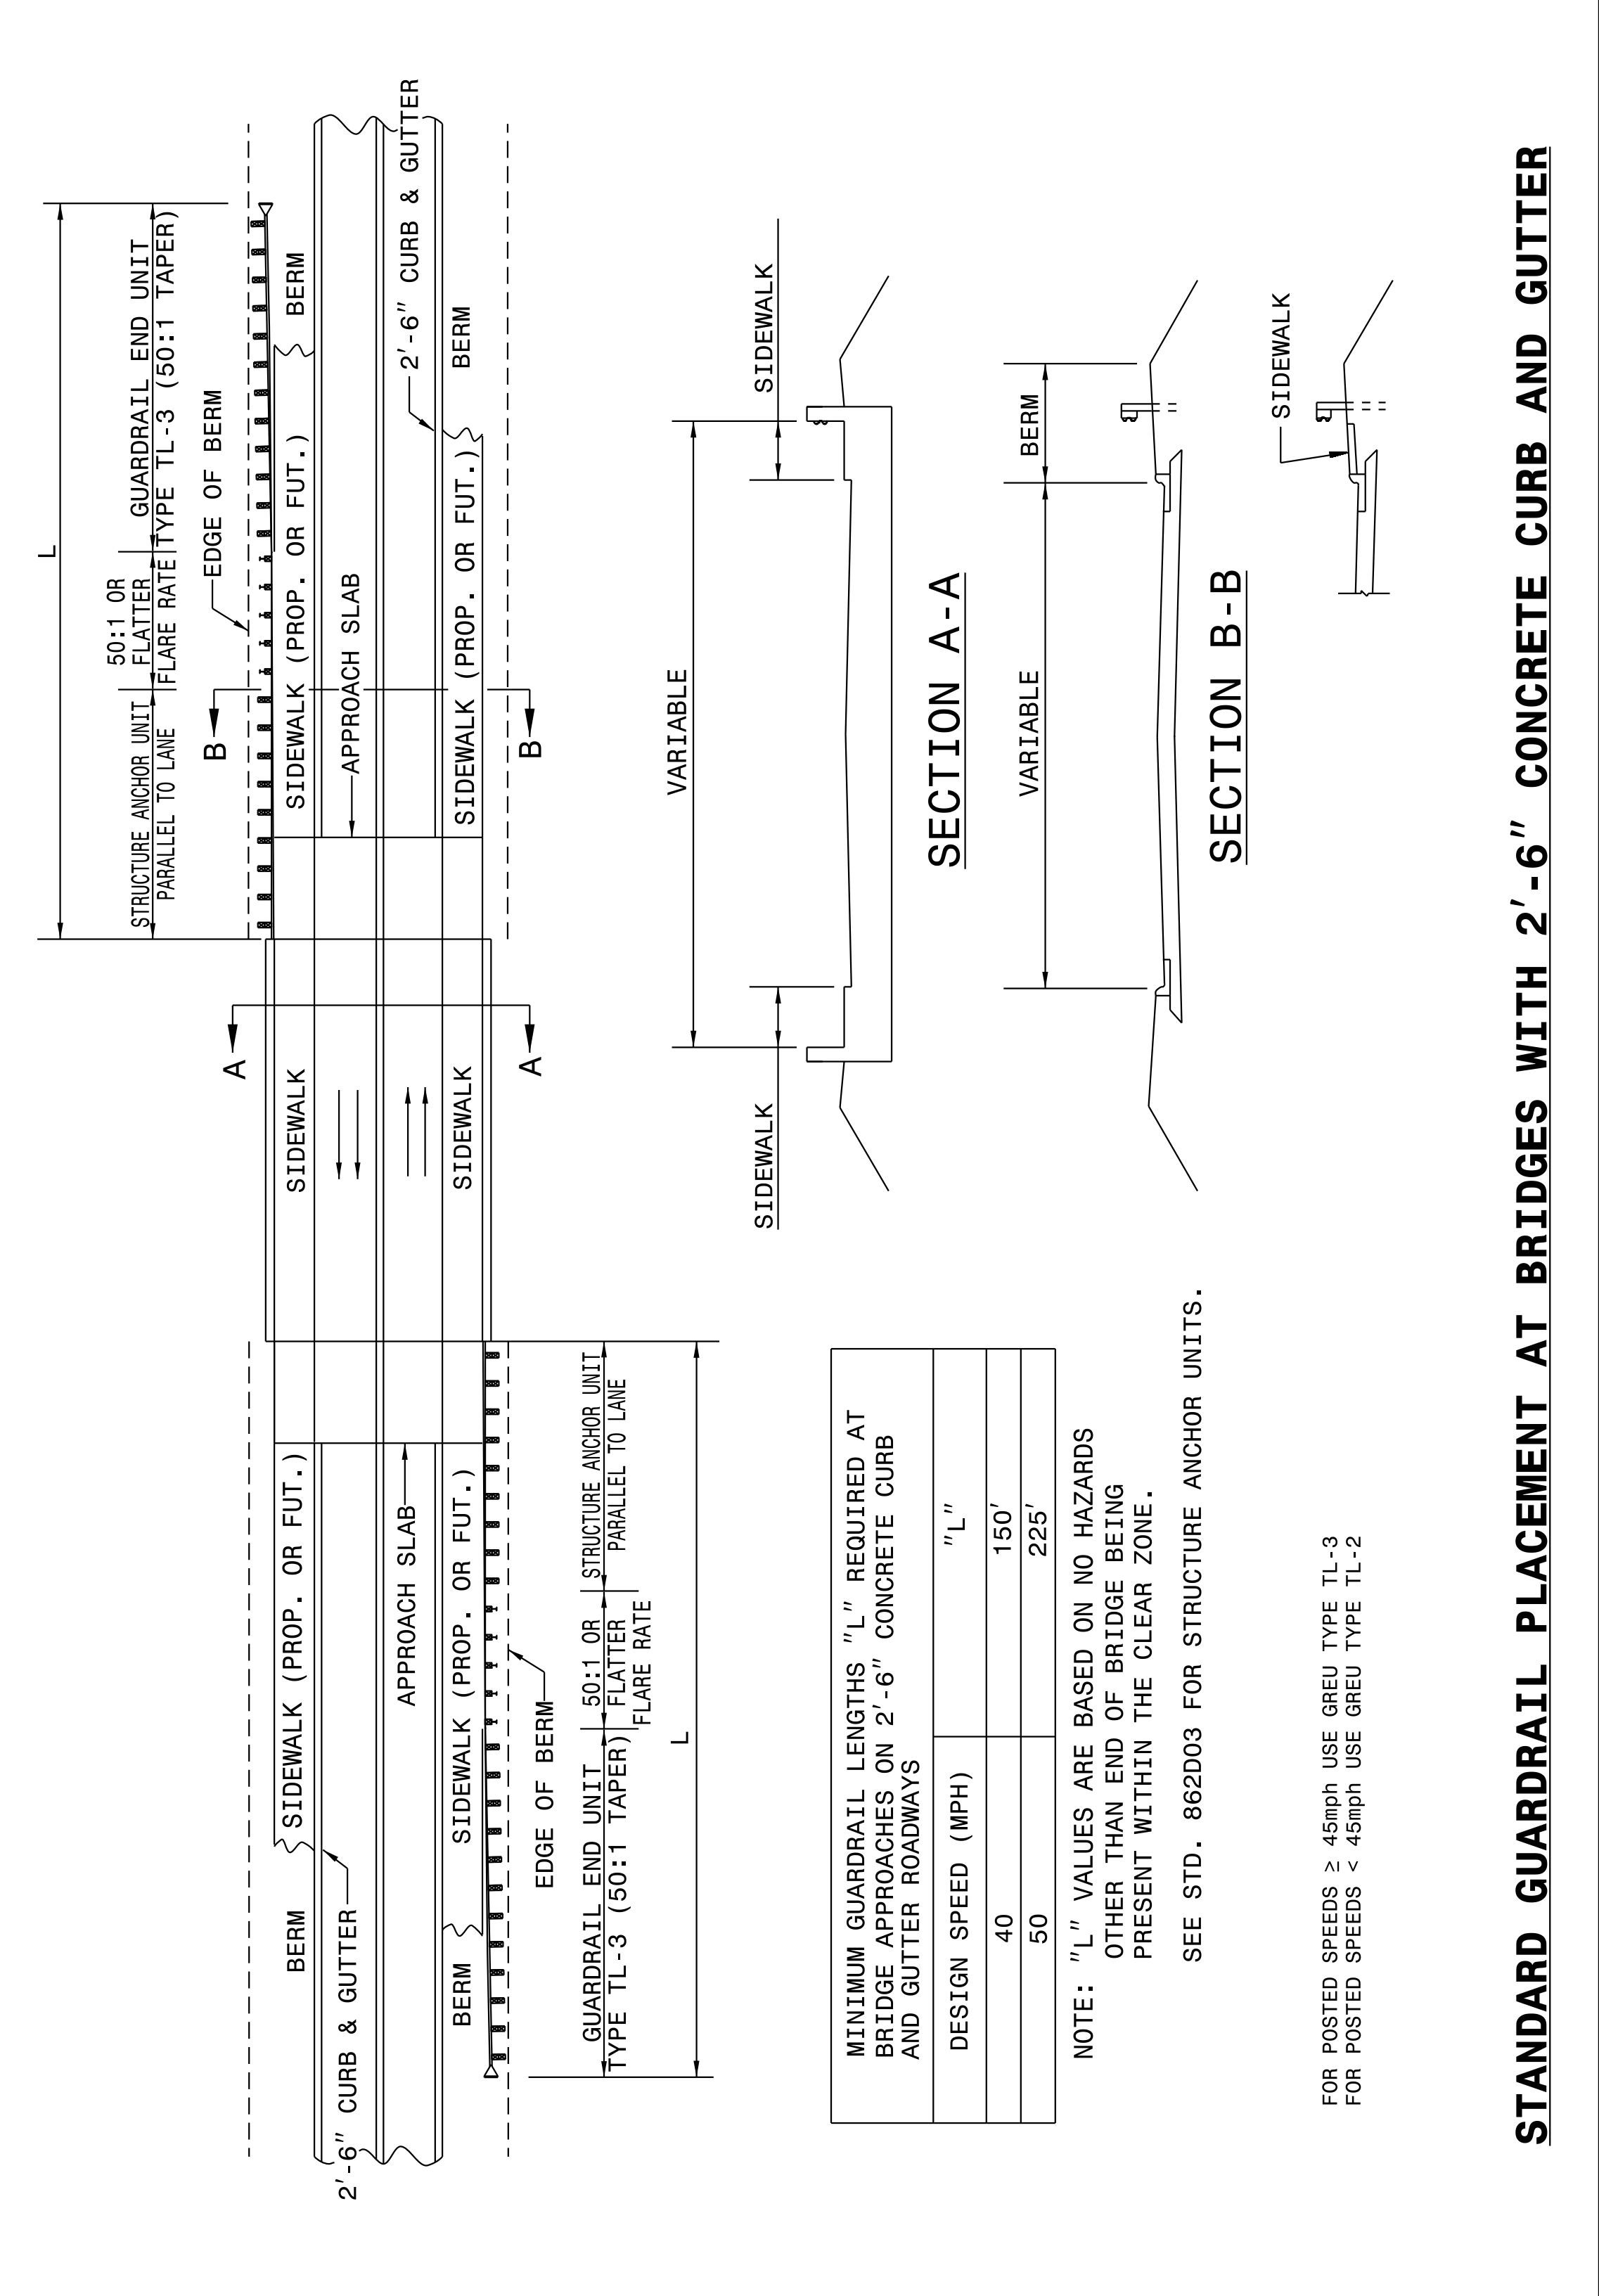 L
50:1 OR
FLATTER
FLARE RATE
STRUCTURE ANCHOR UNIT
PARALLEL TO LANE
GUARDRAIL END UNIT
TYPE TL-3 (50:1 TAPER)
EDGE OF BERM
B
A
BERM
SIDEWALK (PROP. OR FUT.)
SIDEWALK
SIDEWALK (PROP. OR FUT.)
BERM
2'-6" CURB & GUTTER
APPROACH SLAB
APPROACH SLAB
2'-6" CURB & GUTTER
BERM
SIDEWALK (PROP. OR FUT.)
SIDEWALK
SIDEWALK (PROP. OR FUT.)
BERM
A
B
EDGE OF BERM
GUARDRAIL END UNIT
TYPE TL-3 (50:1 TAPER)
50:1 OR
FLATTER
FLARE RATE
STRUCTURE ANCHOR UNIT
PARALLEL TO LANE
L
VARIABLE
SIDEWALK
SIDEWALK
SECTION A-A
VARIABLE
BERM
SECTION B-B
SIDEWALK
MINIMUM GUARDRAIL LENGTHS "L" REQUIRED AT
BRIDGE APPROACHES ON 2'-6" CONCRETE CURB
AND GUTTER ROADWAYS
DESIGN SPEED (MPH) "L"
40 150'
50 225'
NOTE: "L" VALUES ARE BASED ON NO HAZARDS
OTHER THAN END OF BRIDGE BEING
PRESENT WITHIN THE CLEAR ZONE.
SEE STD. 862D03 FOR STRUCTURE ANCHOR UNITS.
FOR POSTED SPEEDS ≥ 45mph USE GREU TYPE TL-3
FOR POSTED SPEEDS < 45mph USE GREU TYPE TL-2
STANDARD GUARDRAIL PLACEMENT AT BRIDGES WITH 2'-6" CONCRETE CURB AND GUTTER